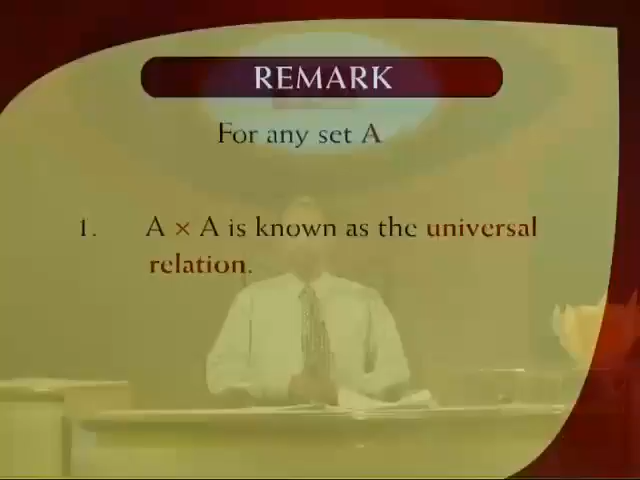 REMARK
For any set A
1. A × A is known as the universal
relation.